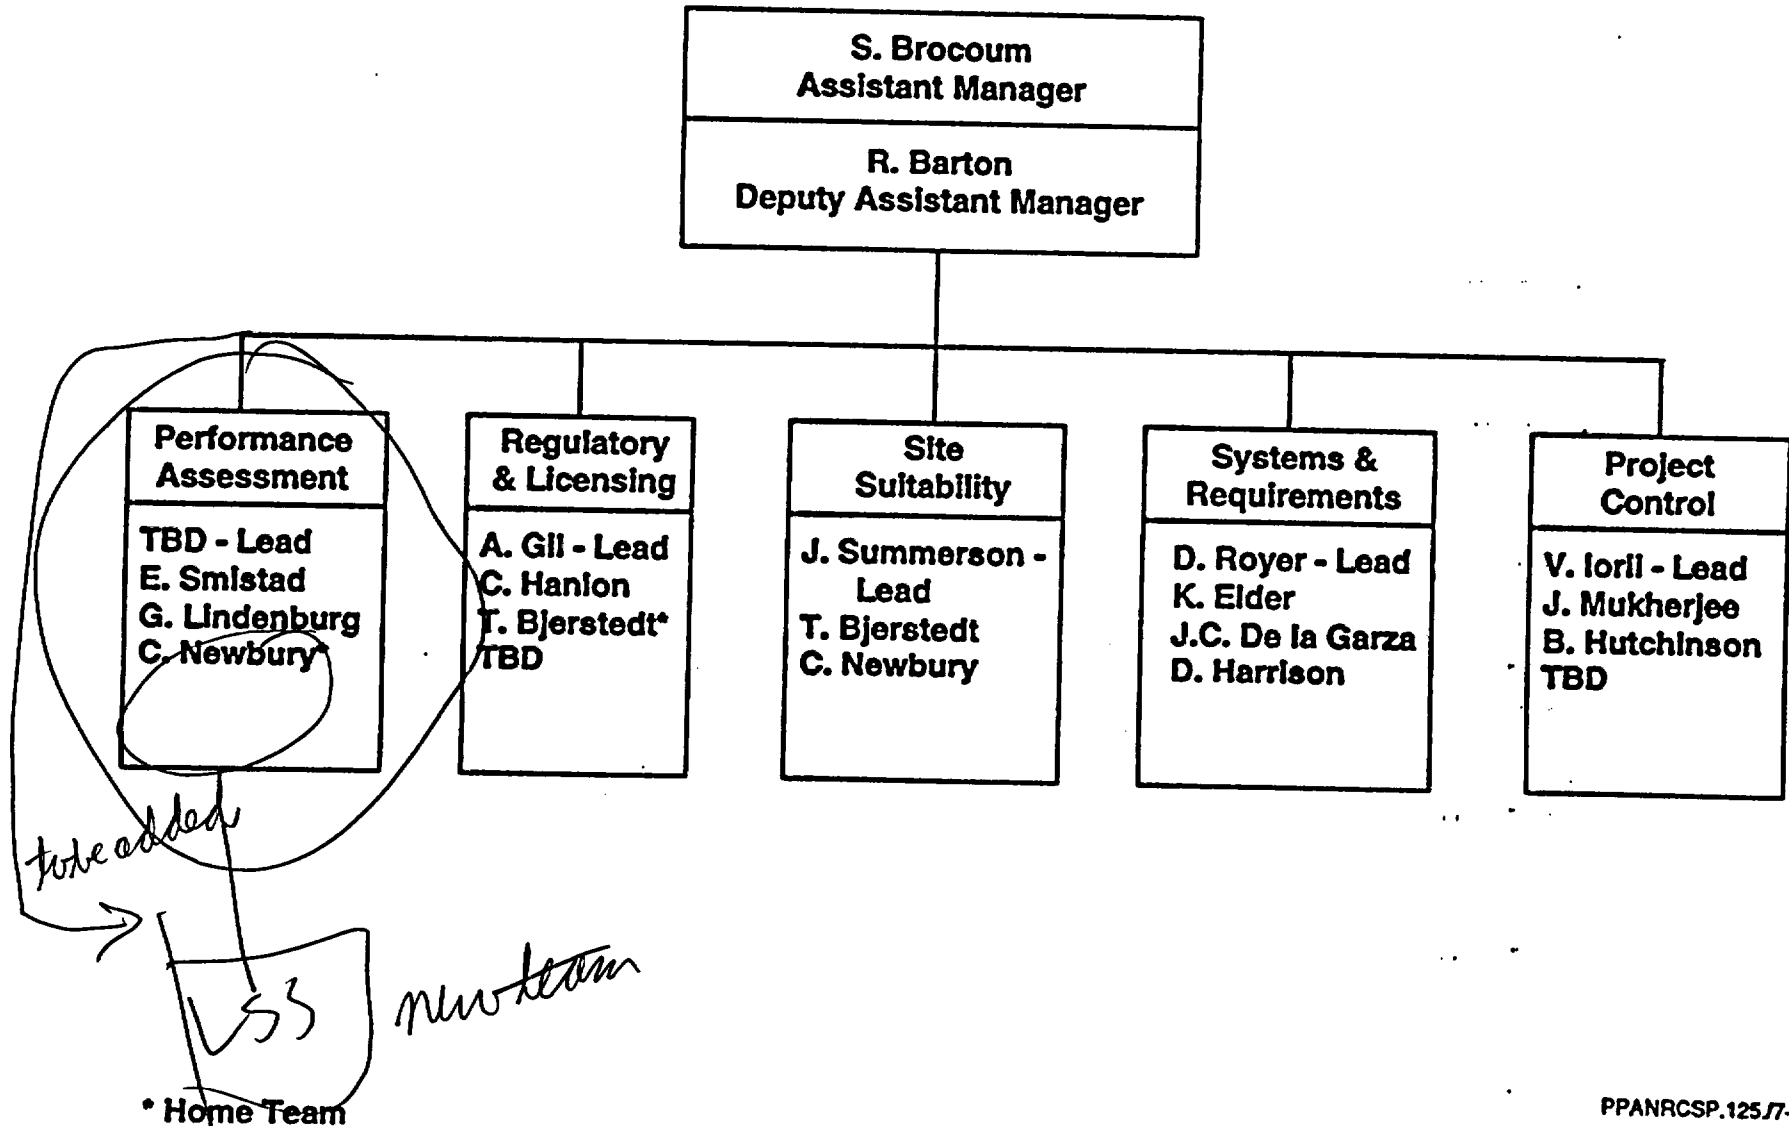 S. Brocoum
Assistant Manager
R. Barton
Deputy Assistant Manager
Performance
Assessment
TBD - Lead
E. Smistad
G. Lindenburg
C. Newbury*
Regulatory
& Licensing
A. Gil - Lead
C. Hanlon
T. Bjerstedt*
TBD
Site
Suitability
J. Summerson -
Lead
T. Bjerstedt
C. Newbury
Systems &
Requirements
D. Royer - Lead
K. Elder
J.C. De la Garza
D. Harrison
Project
Control
V. Iorii - Lead
J. Mukherjee
B. Hutchinson
TBD
to be added
new team
* Home Team